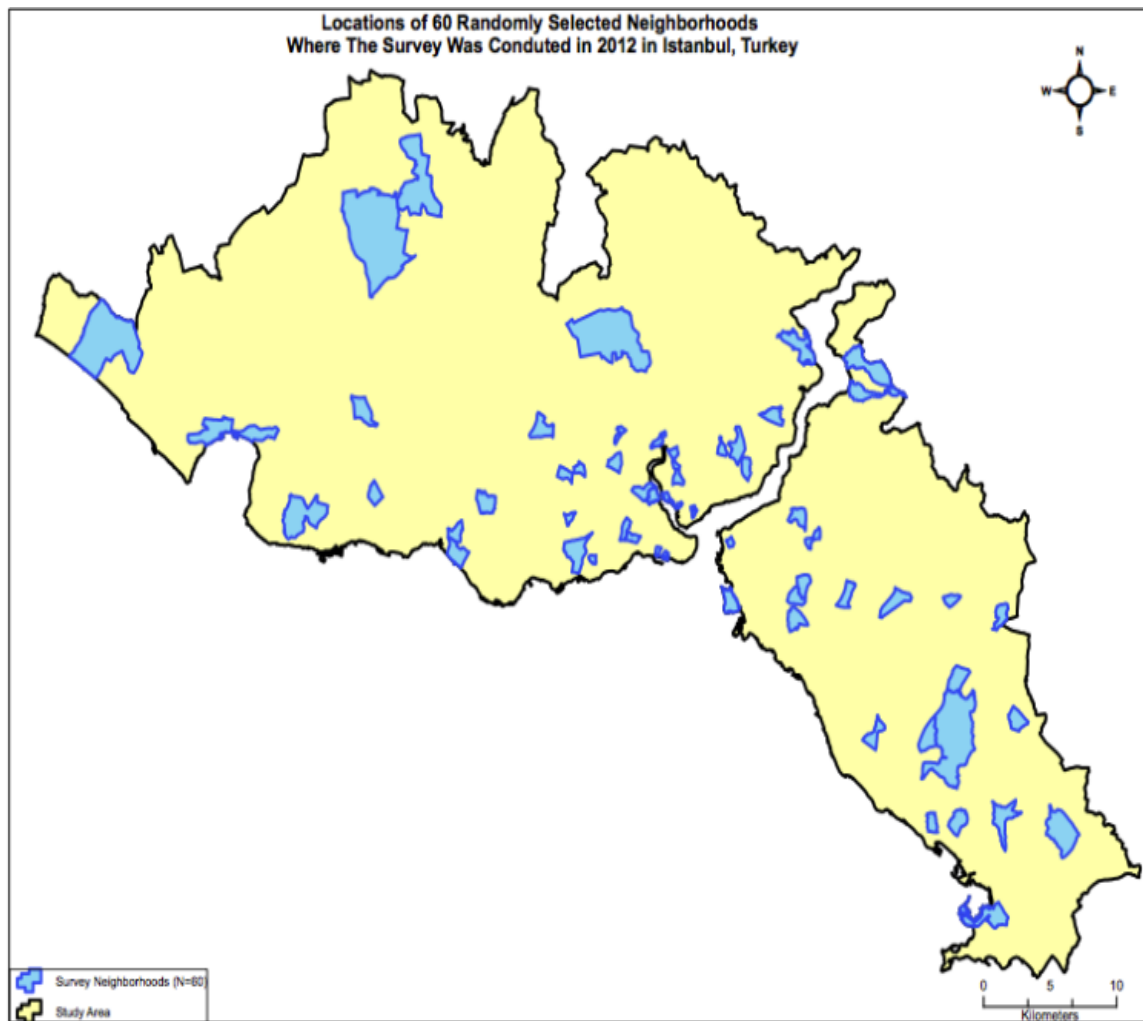 Locations of 60 Randomly Selected Neighborhoods
Where The Survey Was Conduted in 2012 in Istanbul, Turkey
N
W E
S
Survey Neighborhoods (N=60)
Study Area
0 5 10
Kilometers